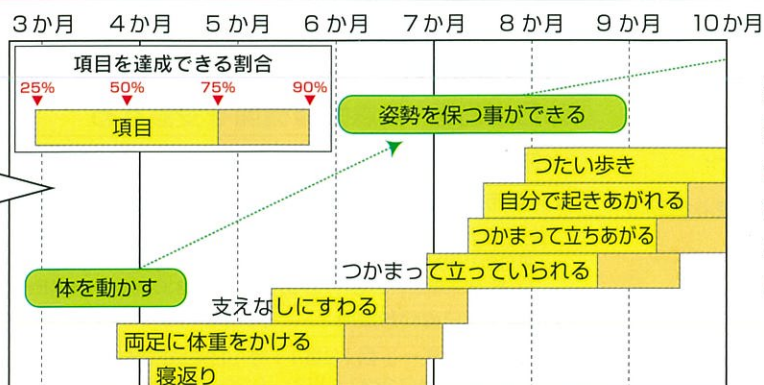 3か月 4か月 5か月 6か月 7か月 8か月 9か月 10か月
項目を達成できる割合
25% 50% 75% 90%
項目
姿勢を保つ事ができる
つたい歩き
自分で起きあがれる
つかまって立ちあがる
つかまって立っていられる
体を動かす
支えなしにすわる
両足に体重をかける
寝返り